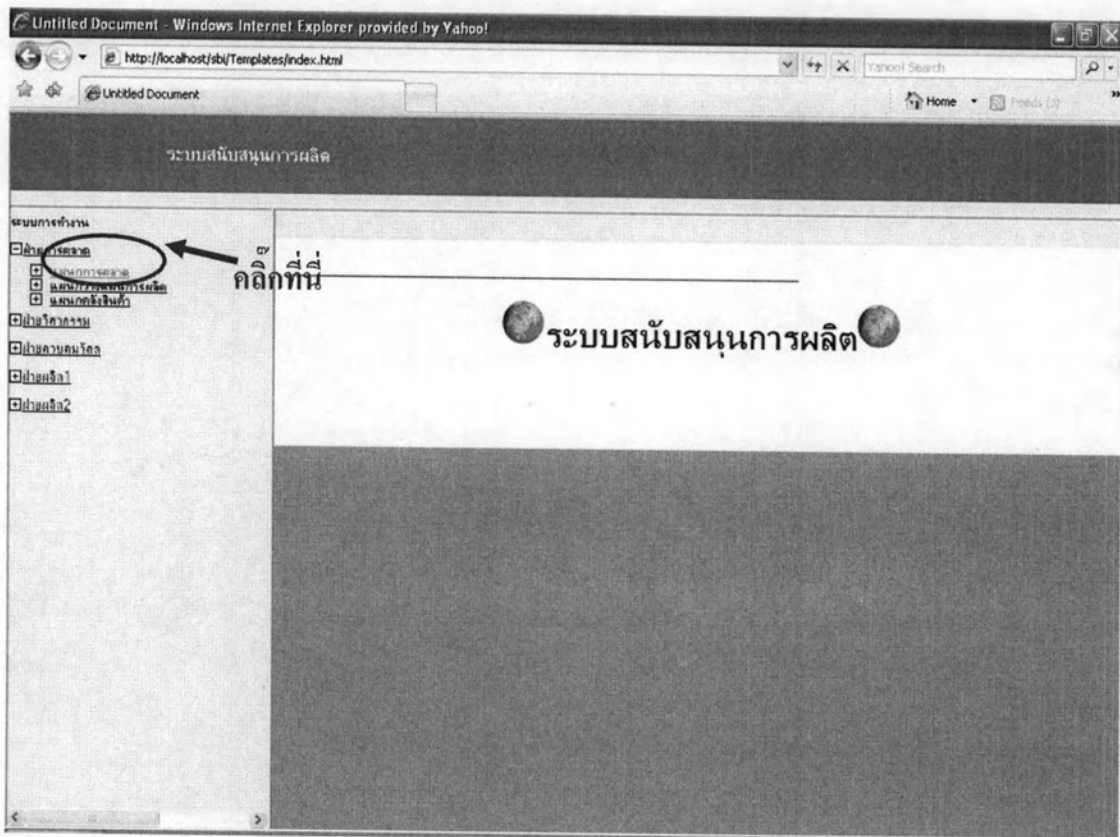 Untitled Document - Windows Internet Explorer provided by Yahoo!
http://localhost/sbi/Templates/index.html
Yahoo! Search
Untitled Document
Home
Feeds (3)
ระบบสนับสนุนการผลิต
ระบบการทำงาน
ฝ่ายการตลาด
แผนกการตลาด
แผนกวางแผนการผลิต
แผนกคลังสินค้า
ฝ่ายวิศวกรรม
ฝ่ายควบคุมวัตถุ
ฝ่ายผลิต1
ฝ่ายผลิต2
คลิกที่นี่
ระบบสนับสนุนการผลิต